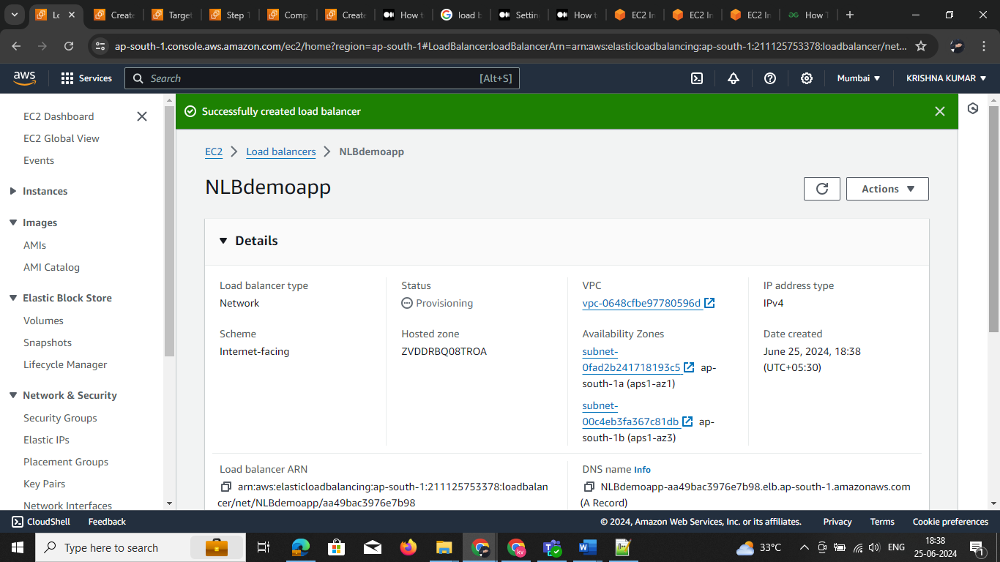 Lo
Create
Target
Step 1
Comp
Create
How to
load b
Settin
How to
EC2 In
EC2 In
EC2 In
How T
ap-south-1.console.aws.amazon.com/ec2/home?region=ap-south-1#LoadBalancer:loadBalancerArn=arn:aws:elasticloadbalancing:ap-south-1:211125753378:loadbalancer/net...
aws
Services
Search
[Alt+S]
Mumbai
KRISHNA KUMAR
EC2 Dashboard
EC2 Global View
Events
Instances
Images
AMIs
AMI Catalog
Elastic Block Store
Volumes
Snapshots
Lifecycle Manager
Network & Security
Security Groups
Elastic IPs
Placement Groups
Key Pairs
Network Interfaces
Successfully created load balancer
EC2 > Load balancers > NLBdemoapp
NLBdemoapp
Actions
Details
Load balancer type
Network
Status
Provisioning
VPC
vpc-0648cfbe97780596d
IP address type
IPv4
Scheme
Internet-facing
Hosted zone
ZVDDRBQ08TROA
Availability Zones
subnet-
0fad2b241718193c5 ap-
south-1a (aps1-az1)
subnet-
00c4eb3fa367c81db ap-
south-1b (aps1-az3)
Date created
June 25, 2024, 18:38
(UTC+05:30)
Load balancer ARN
arn:aws:elasticloadbalancing:ap-south-1:211125753378:loadbalan
cer/net/NLBdemoapp/aa49bac3976e7b98
DNS name Info
NLBdemoapp-aa49bac3976e7b98.elb.ap-south-1.amazonaws.com
(A Record)
CloudShell
Feedback
© 2024, Amazon Web Services, Inc. or its affiliates.
Privacy
Terms
Cookie preferences
Type here to search
kv
33°C
ENG
18:38
25-06-2024
1